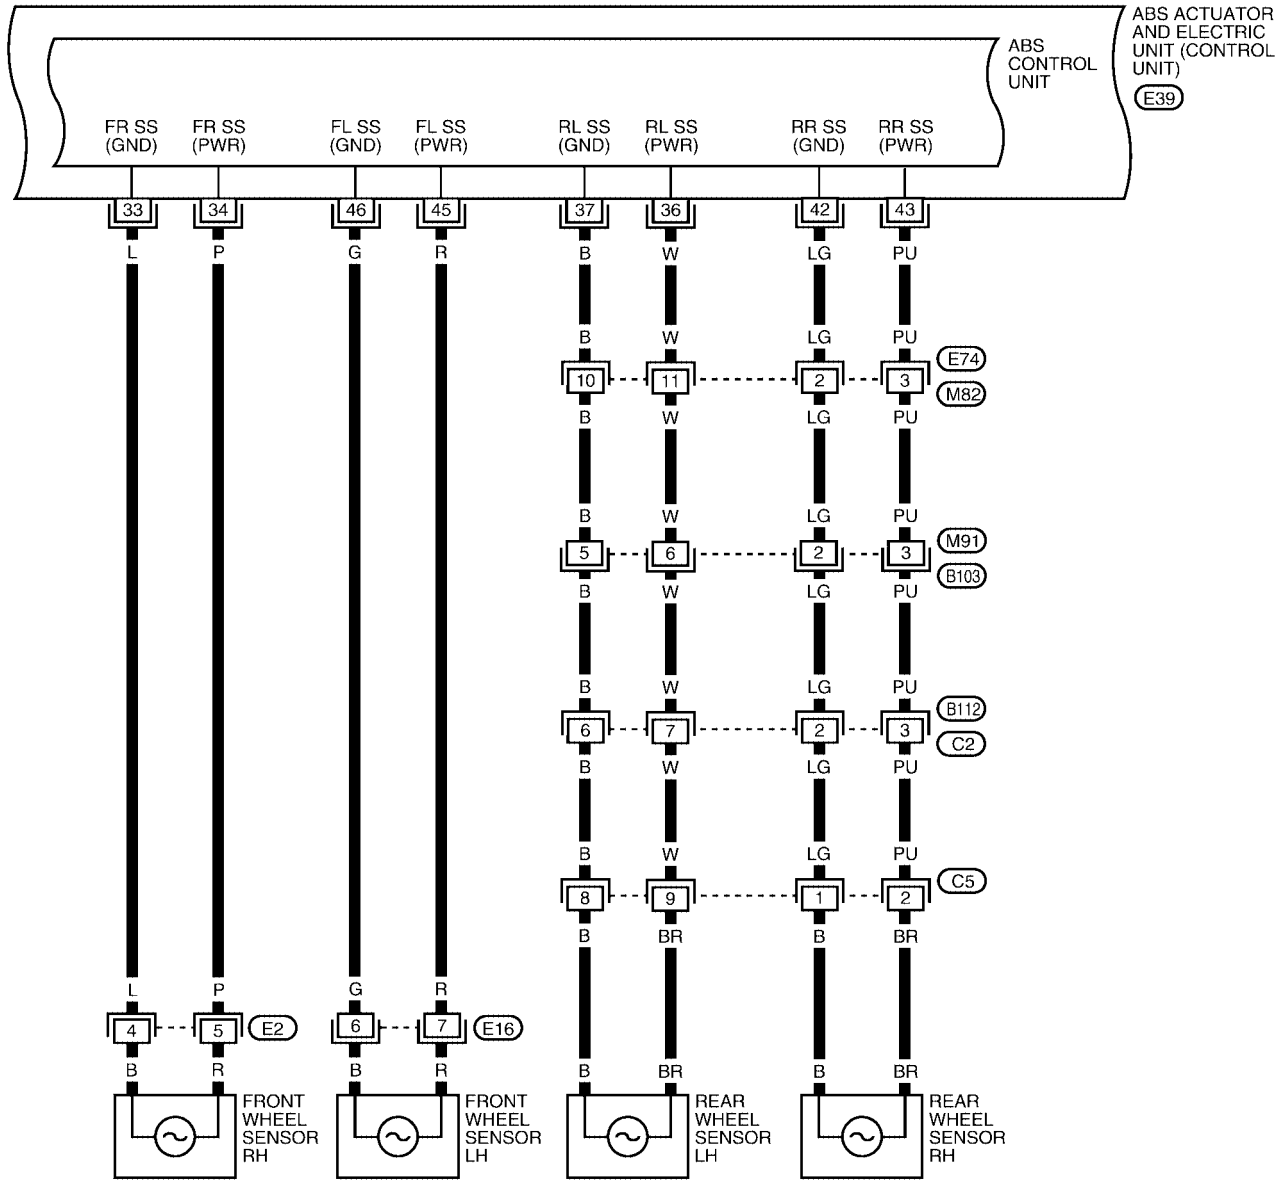 ABS ACTUATOR
AND ELECTRIC
UNIT (CONTROL
UNIT)
E39
ABS
CONTROL
UNIT
FR SS FR SS FL SS FL SS RL SS RL SS RR SS RR SS
(GND) (PWR) (GND) (PWR) (GND) (PWR) (GND) (PWR)
33 34 46 45 37 36 42 43
L P G R B W LG PU
B W LG PU
E74
10 11 2 3
M82
B W LG PU
B W LG PU
M91
5 6 2 3
B103
B W LG PU
B W LG PU
B112
6 7 2 3
C2
B W LG PU
B W LG PU
C5
8 9 1 2
B BR B BR
L P G R
4 5 E2 6 7 E16
B R B R B BR B BR
FRONT
WHEEL
SENSOR
RH
FRONT
WHEEL
SENSOR
LH
REAR
WHEEL
SENSOR
LH
REAR
WHEEL
SENSOR
RH